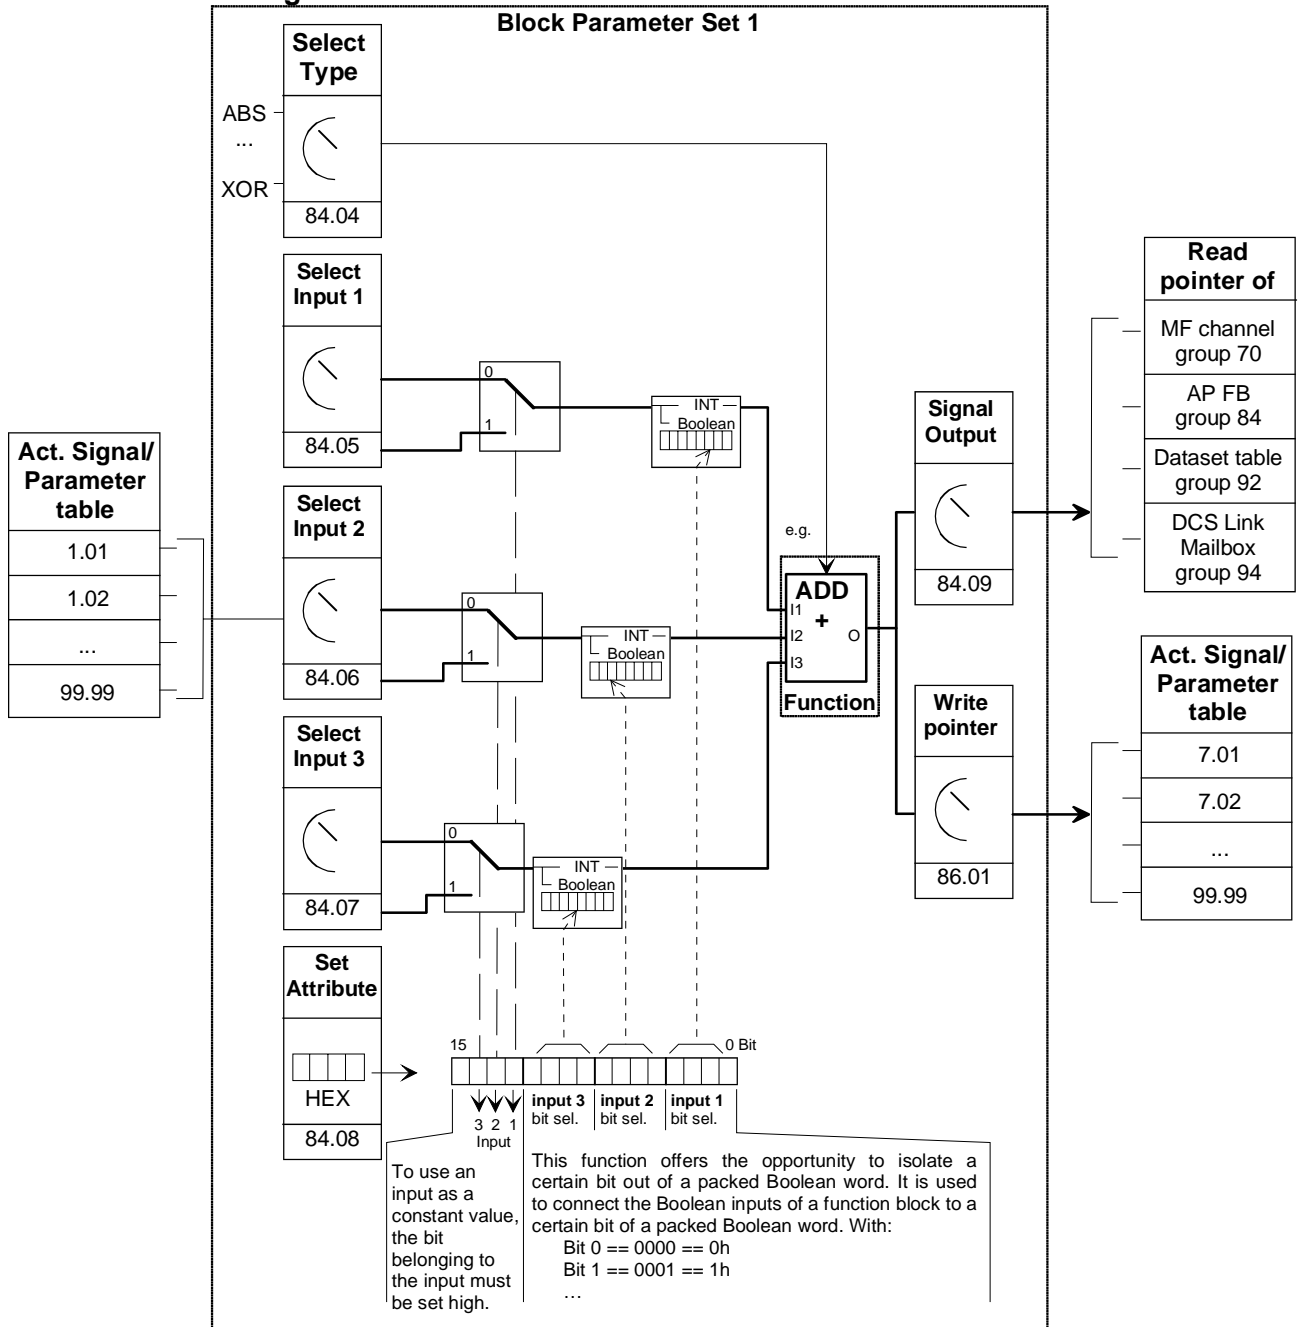 g
Block Parameter Set 1
Select
Type
ABS
...
XOR
84.04
Select
Input 1
84.05
0
1
INT
Boolean
Act. Signal/
Parameter
table
1.01
1.02
...
99.99
Select
Input 2
84.06
0
1
INT
Boolean
Select
Input 3
84.07
0
1
INT
Boolean
e.g.
ADD
+
I1
I2
I3
O
Function
Signal
Output
84.09
Write
pointer
86.01
Read
pointer of
MF channel
group 70
AP FB
group 84
Dataset table
group 92
DCS Link
Mailbox
group 94
Act. Signal/
Parameter
table
7.01
7.02
...
99.99
Set
Attribute
HEX
84.08
15
0 Bit
3 2 1
Input
input 3
bit sel.
input 2
bit sel.
input 1
bit sel.
To use an
input as a
constant value,
the bit
belonging to
the input must
be set high.
This function offers the opportunity to isolate a
certain bit out of a packed Boolean word. It is used
to connect the Boolean inputs of a function block to a
certain bit of a packed Boolean word. With:
Bit 0 == 0000 == 0h
Bit 1 == 0001 == 1h
…